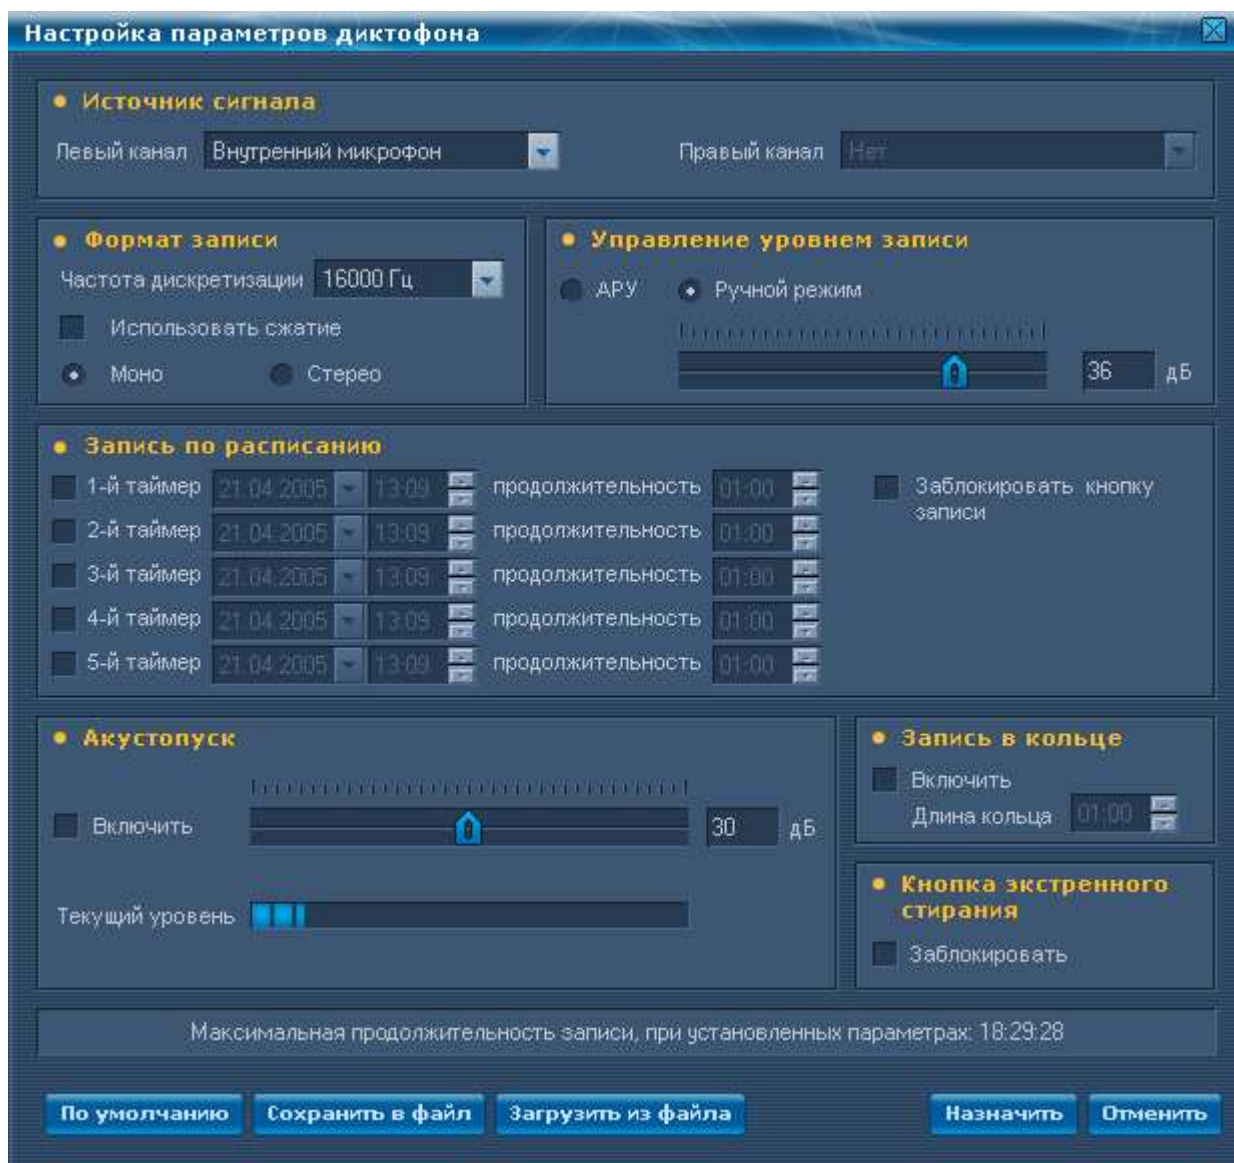 Настройка параметров диктофона
Источник сигнала
Левый канал Внутренний микрофон Правый канал Нет
Формат записи
Частота дискретизации 16000 Гц
Использовать сжатие
Моно Стерео
Управление уровнем записи
АРУ Ручной режим
36 дБ
Запись по расписанию
1-й таймер 21.04.2005 13:09 продолжительность 01:00
2-й таймер 21.04.2005 13:09 продолжительность 01:00
3-й таймер 21.04.2005 13:09 продолжительность 01:00
4-й таймер 21.04.2005 13:09 продолжительность 01:00
5-й таймер 21.04.2005 13:09 продолжительность 01:00
Заблокировать кнопку
записи
Акустопуск
Включить 30 дБ
Текущий уровень
Запись в кольце
Включить
Длина кольца 01:00
Кнопка экстренного
стирания
Заблокировать
Максимальная продолжительность записи, при установленных параметрах: 18:29:28
По умолчанию Сохранить в файл Загрузить из файла Назначить Отменить